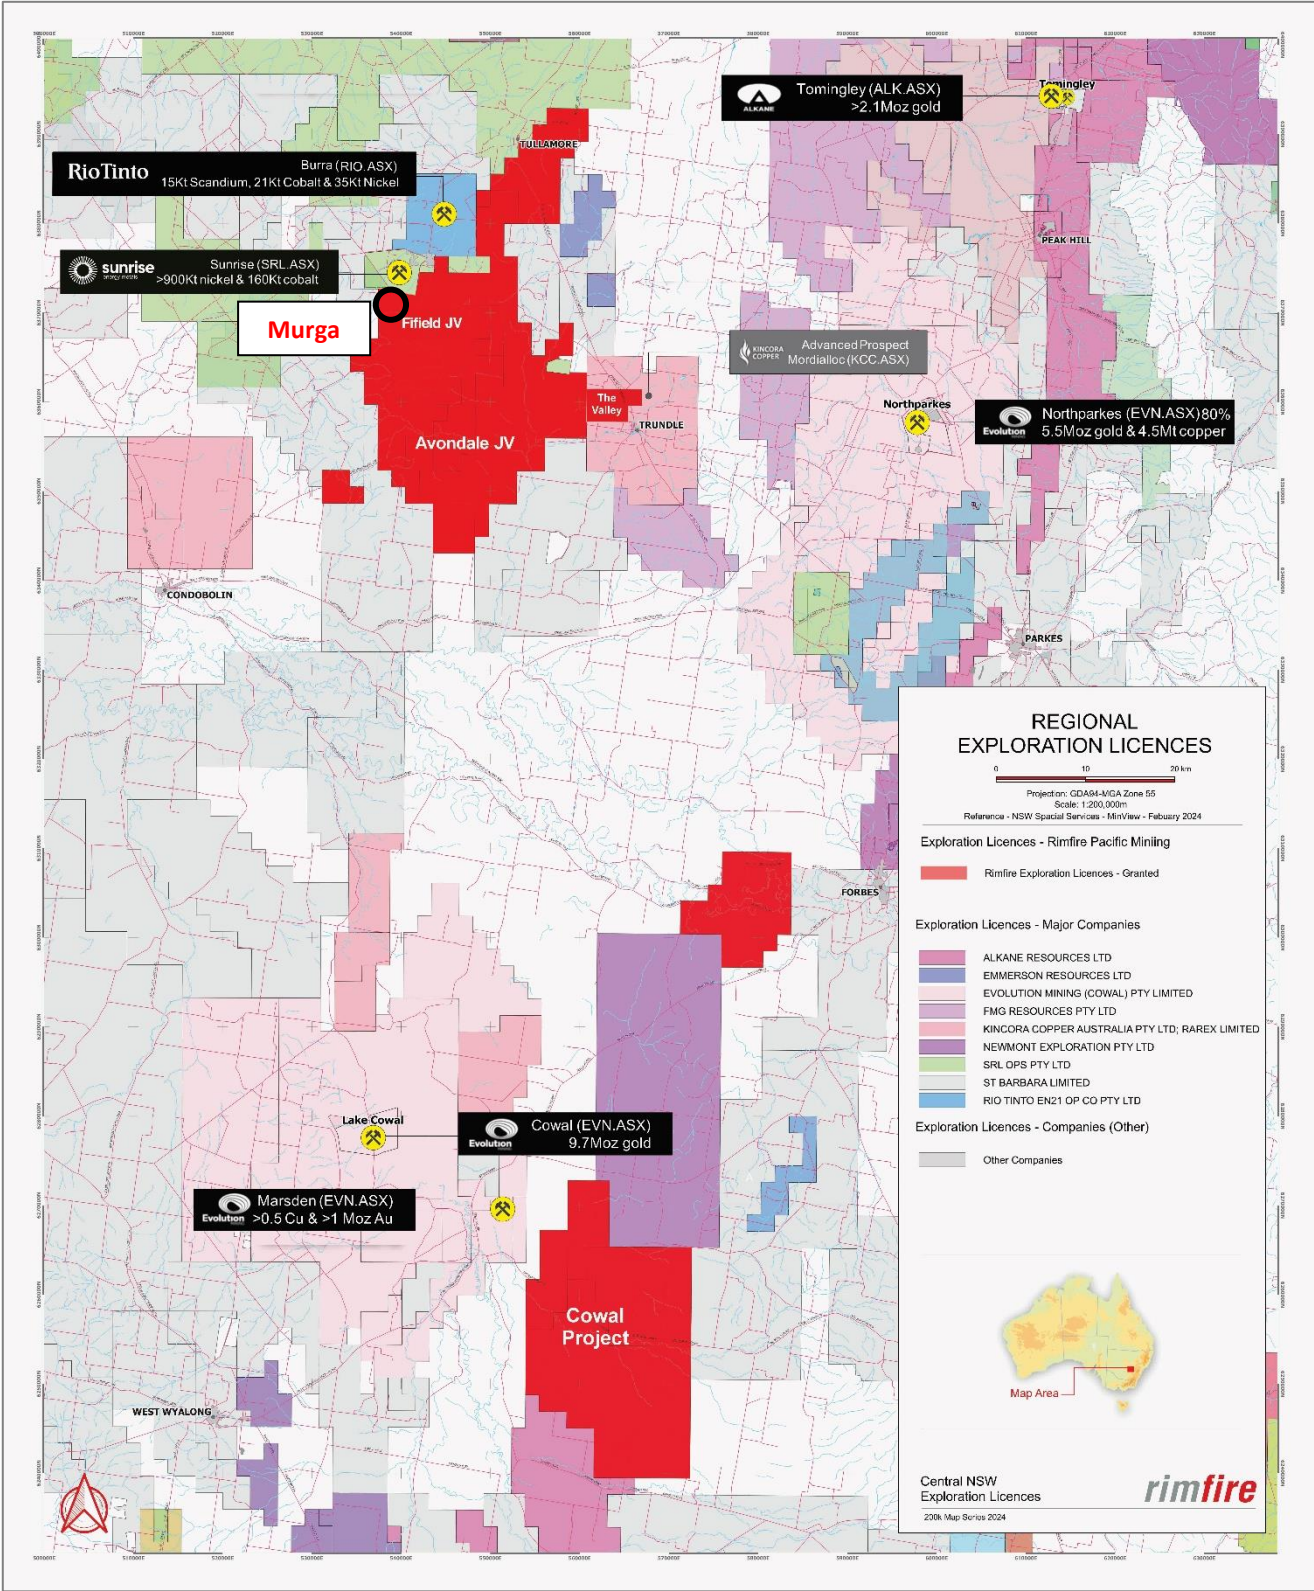 Tomingley
ALKANE
Tomingley (ALK.ASX)
>2.1Moz gold
TULLAMORE
RioTinto
Burra (RIO.ASX)
15Kt Scandium, 21Kt Cobalt & 35Kt Nickel
PEAK HILL
sunrise
energy metals
Sunrise (SRL.ASX)
>900Kt nickel & 160Kt cobalt
Murga
Fifield JV
KINCORA
COPPER
Advanced Prospect
Mordialloc (KCC.ASX)
The
Valley
TRUNDLE
Northparkes
Evolution
Northparkes (EVN.ASX) 80%
5.5Moz gold & 4.5Mt copper
Avondale JV
CONDOBOLIN
PARKES
FORBES
Lake Cowal
Evolution
Cowal (EVN.ASX)
9.7Moz gold
Evolution
Marsden (EVN.ASX)
>0.5 Cu & >1 Moz Au
Cowal
Project
WEST WYALONG
REGIONAL
EXPLORATION LICENCES
0 10 20 km
Projection: GDA94-MGA Zone 55
Scale: 1:200,000m
Reference - NSW Spacial Services - MinView - Febuary 2024
Exploration Licences - Rimfire Pacific Miniing
Rimfire Exploration Licences - Granted
Exploration Licences - Major Companies
ALKANE RESOURCES LTD
EMMERSON RESOURCES LTD
EVOLUTION MINING (COWAL) PTY LIMITED
FMG RESOURCES PTY LTD
KINCORA COPPER AUSTRALIA PTY LTD; RAREX LIMITED
NEWMONT EXPLORATION PTY LTD
SRL OPS PTY LTD
ST BARBARA LIMITED
RIO TINTO EN21 OP CO PTY LTD
Exploration Licences - Companies (Other)
Other Companies
Map Area
Central NSW
Exploration Licences
rimfire
200k Map Series 2024